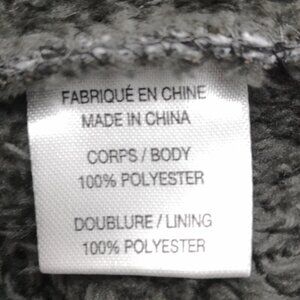 FABRIQUÉ EN CHINE
MADE IN CHINA
CORPS / BODY
100% POLYESTER
DOUBLURE / LINING
100% POLYESTER